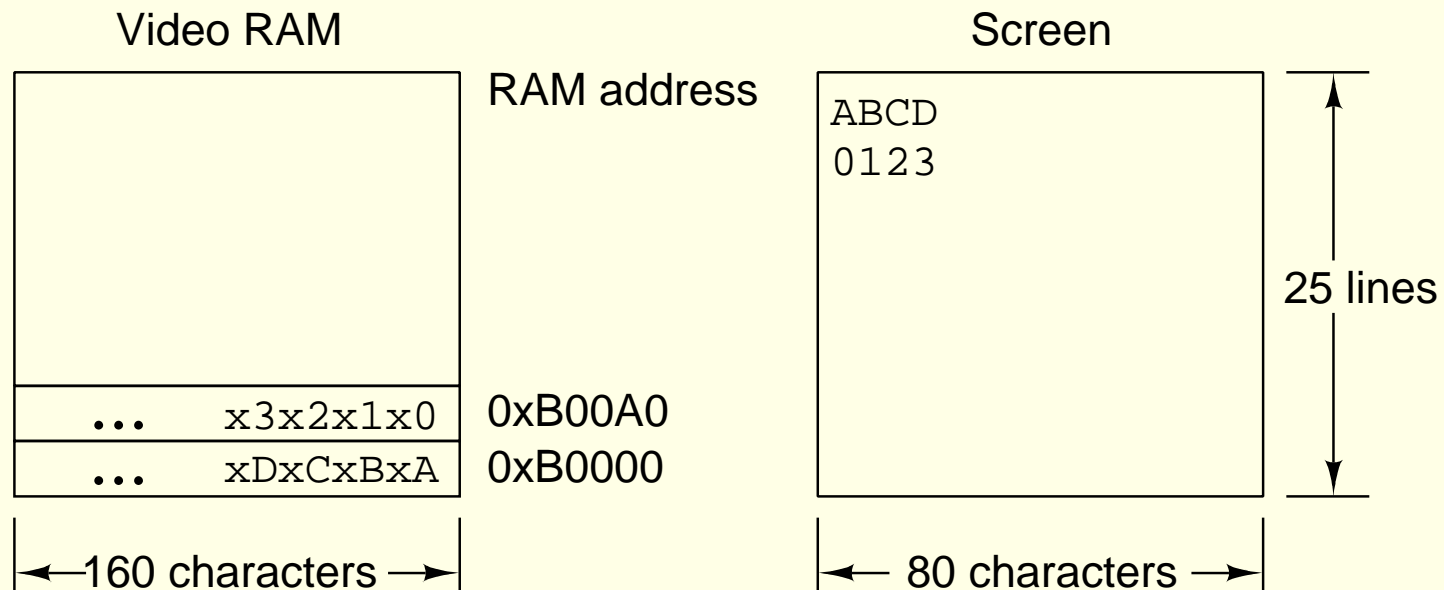 Video RAM
Screen
RAM address
ABCD
0123
25 lines
... x3x2x1x0 0xB00A0
... xDxCxBxA 0xB0000
160 characters
80 characters